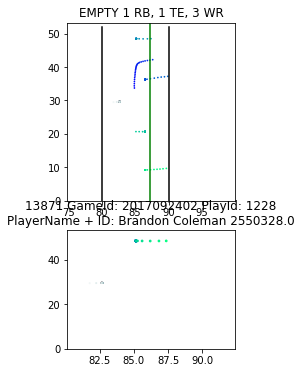 EMPTY 1 RB, 1 TE, 3 WR
50
40
30
20
10
0
75 80 85 90 95
13871 GameId: 2017092402 PlayId: 1228
PlayerName + ID: Brandon Coleman 2550328.0
40
20
0
82.5 85.0 87.5 90.0